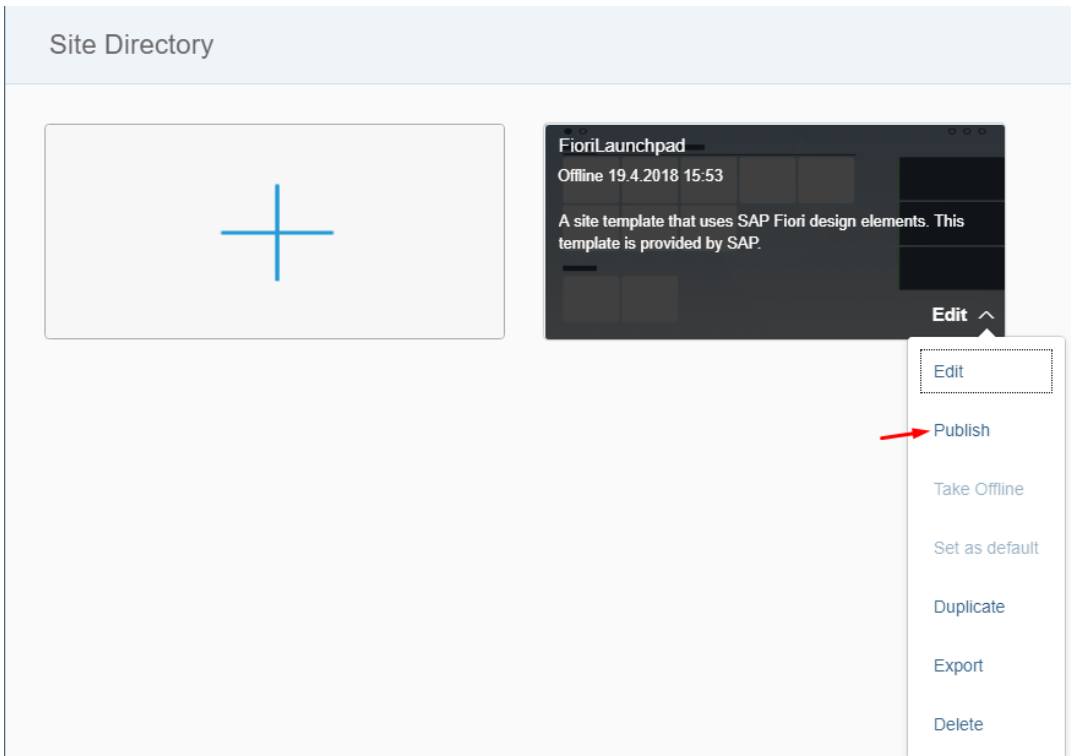 Site Directory
FioriLaunchpad
Offline 19.4.2018 15:53
A site template that uses SAP Fiori design elements. This
template is provided by SAP.
Edit
Edit
Publish
Take Offline
Set as default
Duplicate
Export
Delete